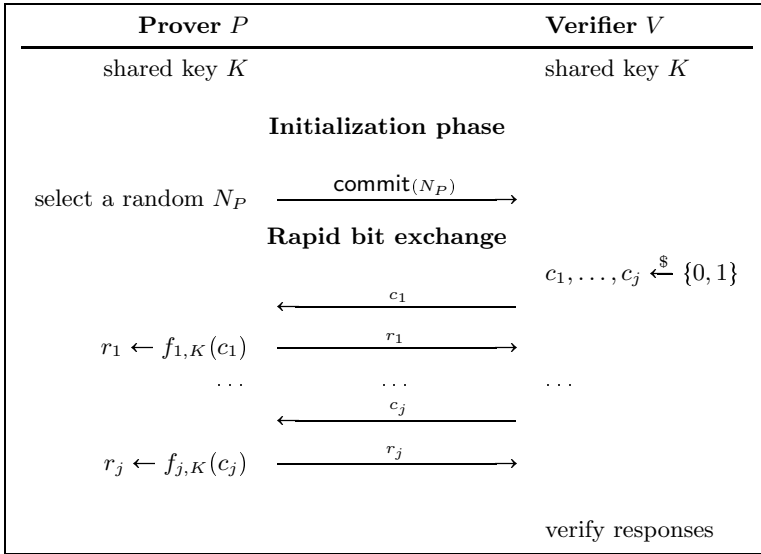 Prover P Verifier V
shared key K shared key K
Initialization phase
select a random N_P commit(N_P)
Rapid bit exchange
c_1, . . . , c_j ←$ {0, 1}
c_1
r_1 ← f_{1,K}(c_1) r_1
. . . . . . . . .
c_j
r_j ← f_{j,K}(c_j) r_j
verify responses